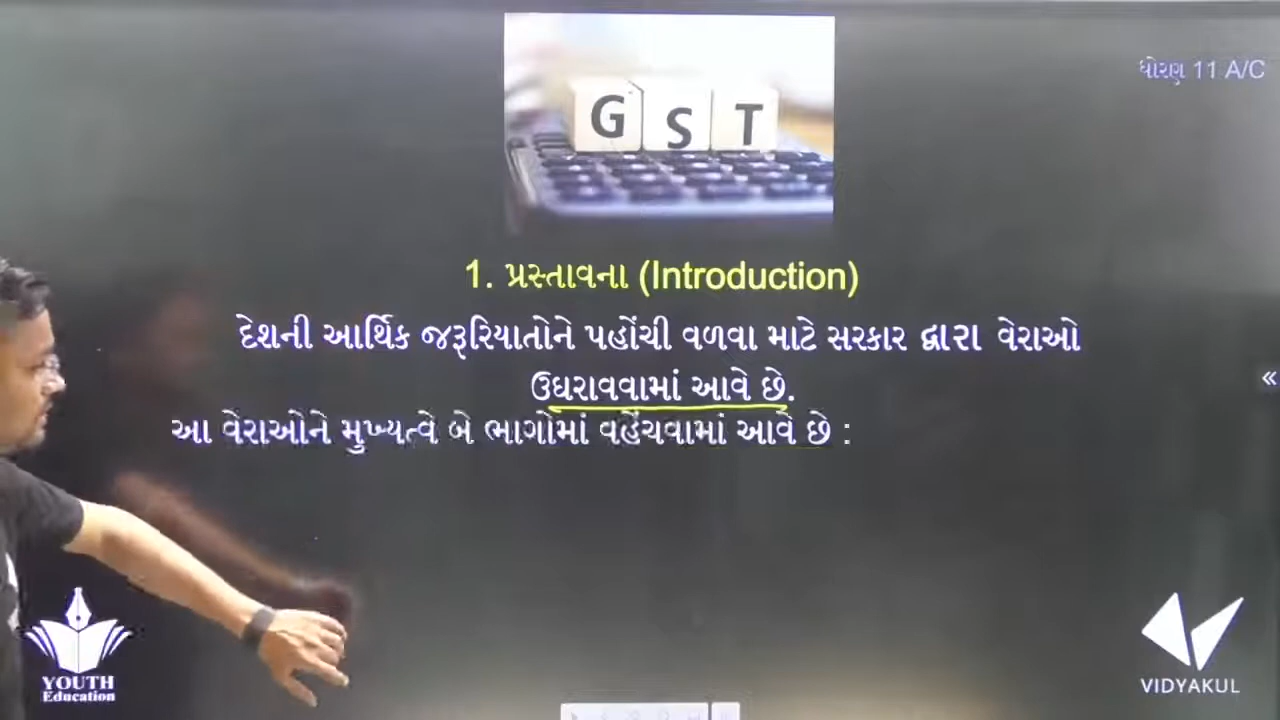 GST
ધોરણ 11 A/C
1. પ્રસ્તાવના (Introduction)
દેશની આર્થિક જરૂરિયાતોને પહોંચી વળવા માટે સરકાર દ્વારા વેરાઓ
ઉઘરાવવામાં આવે છે.
આ વેરાઓને મુખ્યત્વે બે ભાગોમાં વહેંચવામાં આવે છે :
«
YOUTH
Education
VIDYAKUL